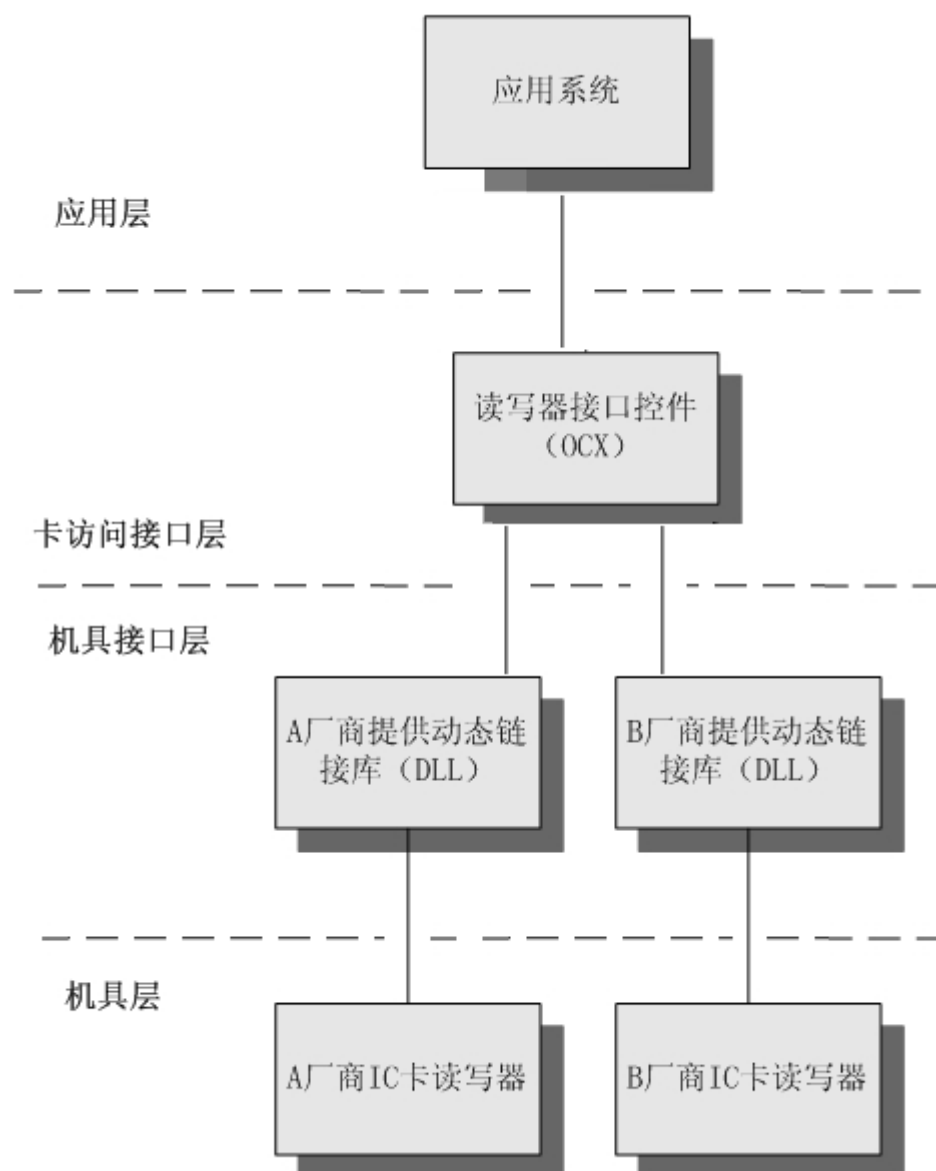 应用系统
应用层
读写器接口控件
（OCX）
卡访问接口层
机具接口层
A厂商提供动态链
接库（DLL）
B厂商提供动态链
接库（DLL）
机具层
A厂商IC卡读写器
B厂商IC卡读写器